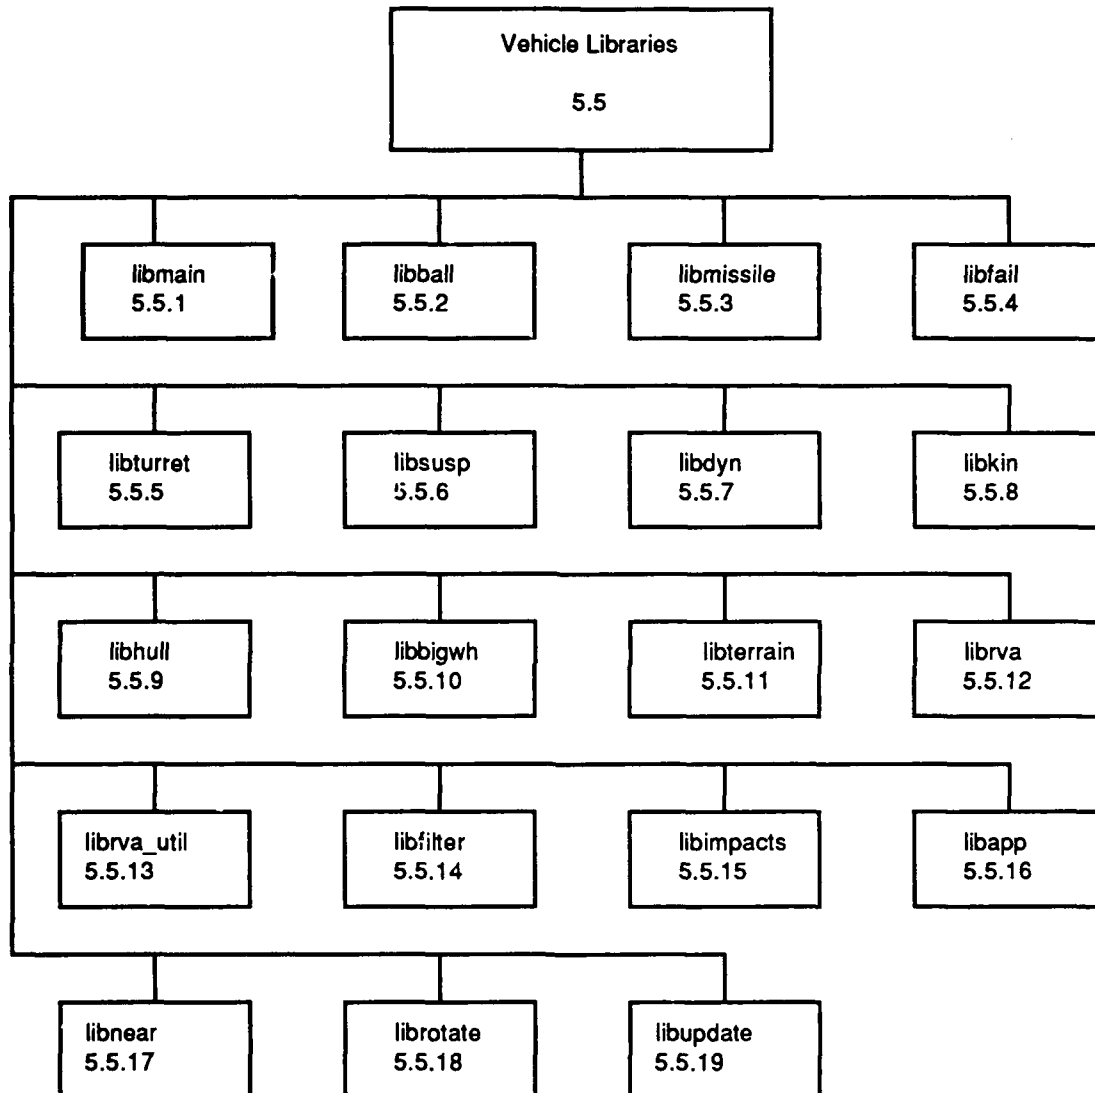 Vehicle Libraries
5.5
libmain
5.5.1
libball
5.5.2
libmissile
5.5.3
libfail
5.5.4
libturret
5.5.5
libsusp
5.5.6
libdyn
5.5.7
libkin
5.5.8
libhull
5.5.9
libbigwh
5.5.10
libterrain
5.5.11
librva
5.5.12
librva_util
5.5.13
libfilter
5.5.14
libimpacts
5.5.15
libapp
5.5.16
libnear
5.5.17
librotate
5.5.18
libupdate
5.5.19